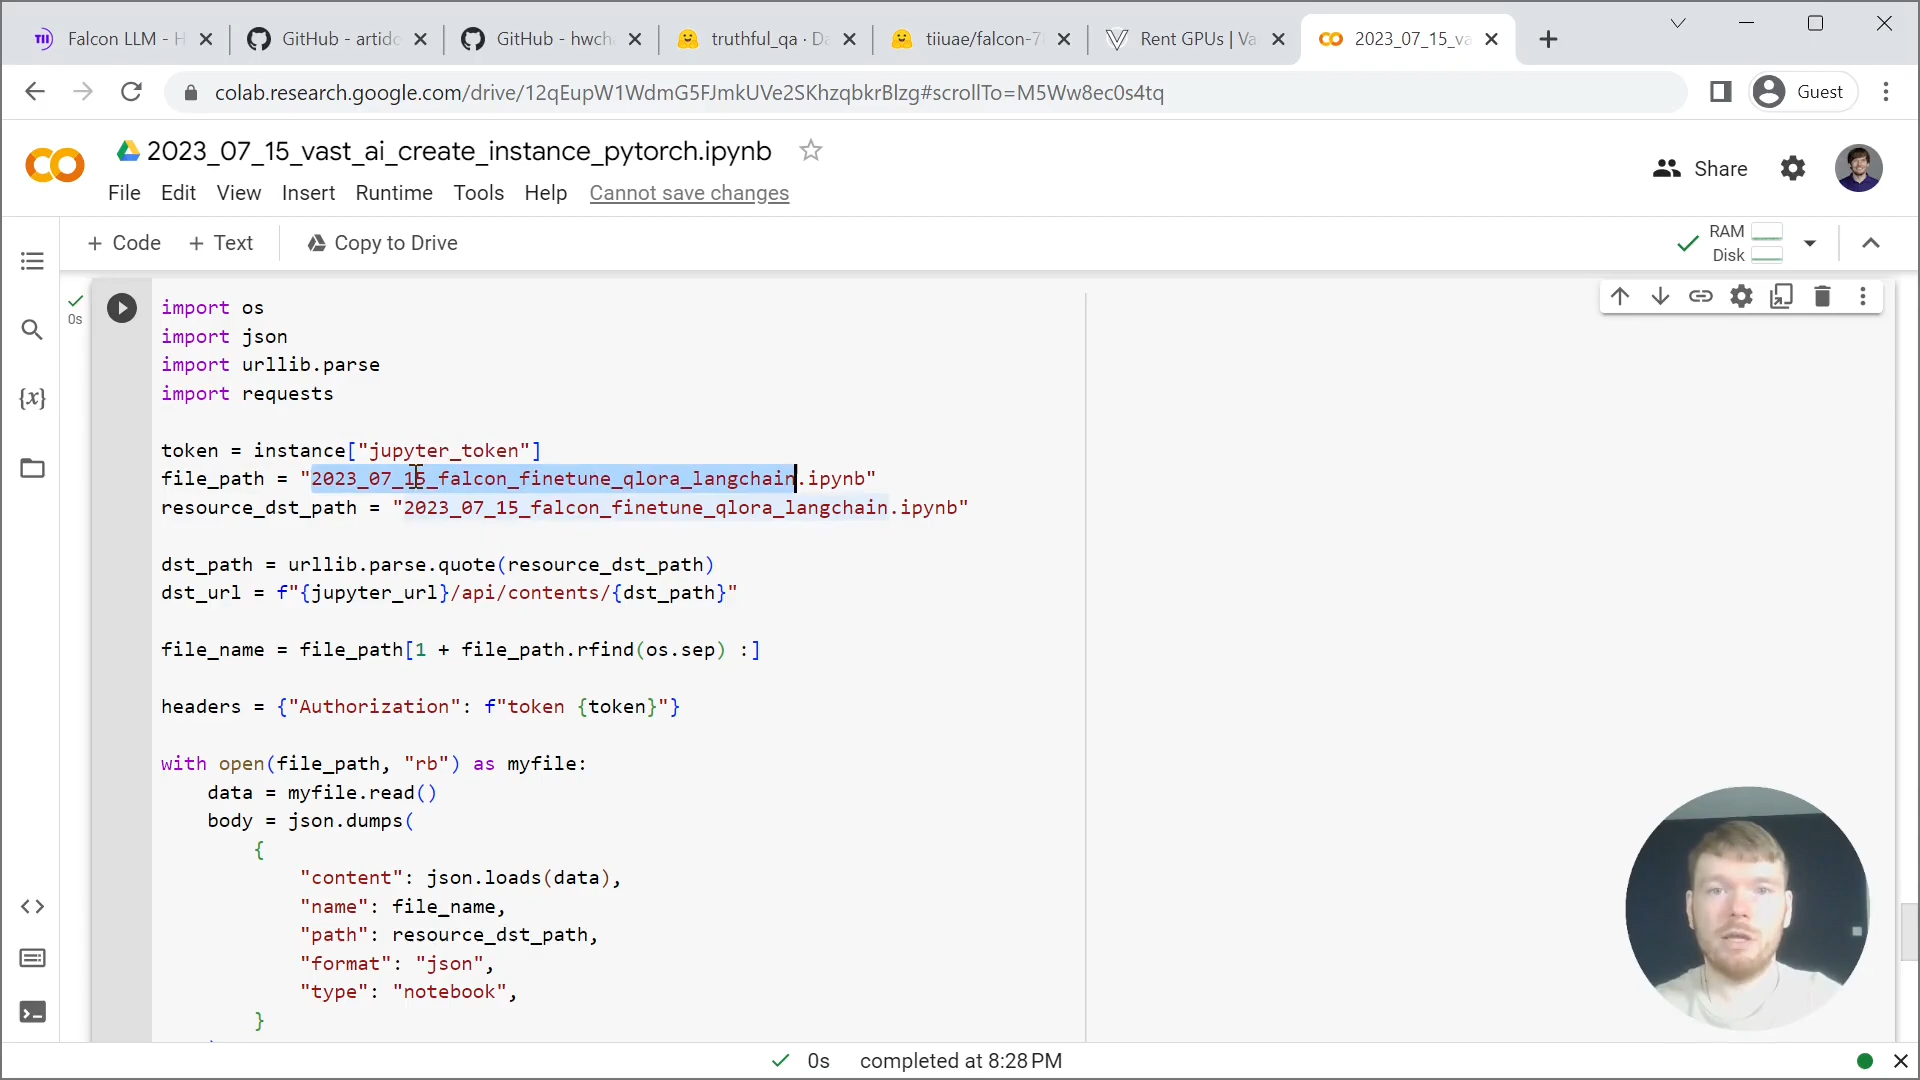 TII Falcon LLM - H
GitHub - artido
GitHub - hwcha
truthful_qa · Da
tiiuae/falcon-7
Rent GPUs | Va
2023_07_15_va
colab.research.google.com/drive/12qEupW1WdmG5FJmkUVe2SKhzqbkrBlzg#scrollTo=M5Ww8ec0s4tq
Guest
2023_07_15_vast_ai_create_instance_pytorch.ipynb
Share
File Edit View Insert Runtime Tools Help Cannot save changes
+ Code + Text Copy to Drive
RAM
Disk
0s
{x}
import os
import json
import urllib.parse
import requests
token = instance["jupyter_token"]
file_path = "2023_07_15_falcon_finetune_qlora_langchain.ipynb"
resource_dst_path = "2023_07_15_falcon_finetune_qlora_langchain.ipynb"
dst_path = urllib.parse.quote(resource_dst_path)
dst_url = f"{jupyter_url}/api/contents/{dst_path}"
file_name = file_path[1 + file_path.rfind(os.sep) :]
headers = {"Authorization": f"token {token}"}
with open(file_path, "rb") as myfile:
    data = myfile.read()
    body = json.dumps(
        {
            "content": json.loads(data),
            "name": file_name,
            "path": resource_dst_path,
            "format": "json",
            "type": "notebook",
        }
0s completed at 8:28 PM